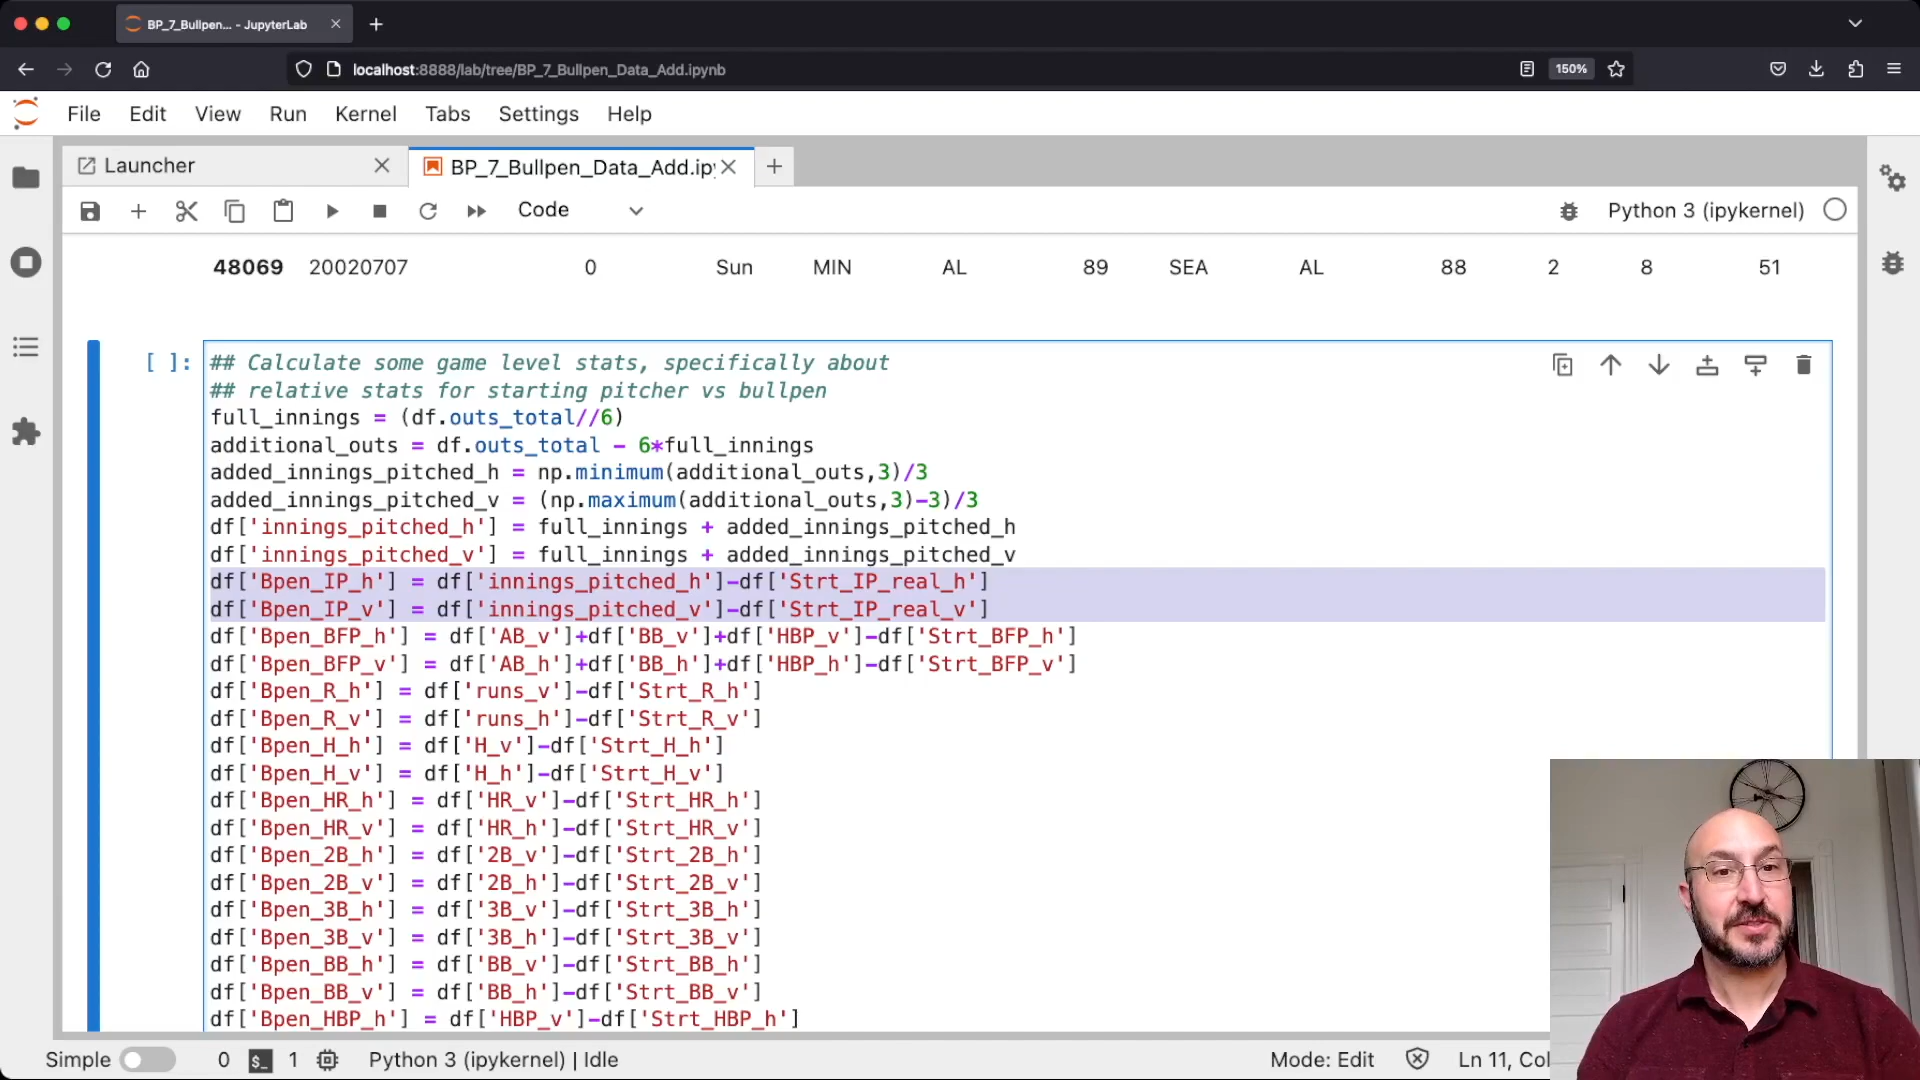 BP_7_Bullpen... - JupyterLab
localhost:8888/lab/tree/BP_7_Bullpen_Data_Add.ipynb
150%
File Edit View Run Kernel Tabs Settings Help
Launcher
BP_7_Bullpen_Data_Add.ipy
Code
Python 3 (ipykernel)
48069 20020707 0 Sun MIN AL 89 SEA AL 88 2 8 51
[ ]:
## Calculate some game level stats, specifically about
## relative stats for starting pitcher vs bullpen
full_innings = (df.outs_total//6)
additional_outs = df.outs_total - 6*full_innings
added_innings_pitched_h = np.minimum(additional_outs,3)/3
added_innings_pitched_v = (np.maximum(additional_outs,3)-3)/3
df['innings_pitched_h'] = full_innings + added_innings_pitched_h
df['innings_pitched_v'] = full_innings + added_innings_pitched_v
df['Bpen_IP_h'] = df['innings_pitched_h']-df['Strt_IP_real_h']
df['Bpen_IP_v'] = df['innings_pitched_v']-df['Strt_IP_real_v']
df['Bpen_BFP_h'] = df['AB_v']+df['BB_v']+df['HBP_v']-df['Strt_BFP_h']
df['Bpen_BFP_v'] = df['AB_h']+df['BB_h']+df['HBP_h']-df['Strt_BFP_v']
df['Bpen_R_h'] = df['runs_v']-df['Strt_R_h']
df['Bpen_R_v'] = df['runs_h']-df['Strt_R_v']
df['Bpen_H_h'] = df['H_v']-df['Strt_H_h']
df['Bpen_H_v'] = df['H_h']-df['Strt_H_v']
df['Bpen_HR_h'] = df['HR_v']-df['Strt_HR_h']
df['Bpen_HR_v'] = df['HR_h']-df['Strt_HR_v']
df['Bpen_2B_h'] = df['2B_v']-df['Strt_2B_h']
df['Bpen_2B_v'] = df['2B_h']-df['Strt_2B_v']
df['Bpen_3B_h'] = df['3B_v']-df['Strt_3B_h']
df['Bpen_3B_v'] = df['3B_h']-df['Strt_3B_v']
df['Bpen_BB_h'] = df['BB_v']-df['Strt_BB_h']
df['Bpen_BB_v'] = df['BB_h']-df['Strt_BB_v']
df['Bpen_HBP_h'] = df['HBP_v']-df['Strt_HBP_h']
Simple 0 $_ 1 Python 3 (ipykernel) | Idle Mode: Edit Ln 11, Col